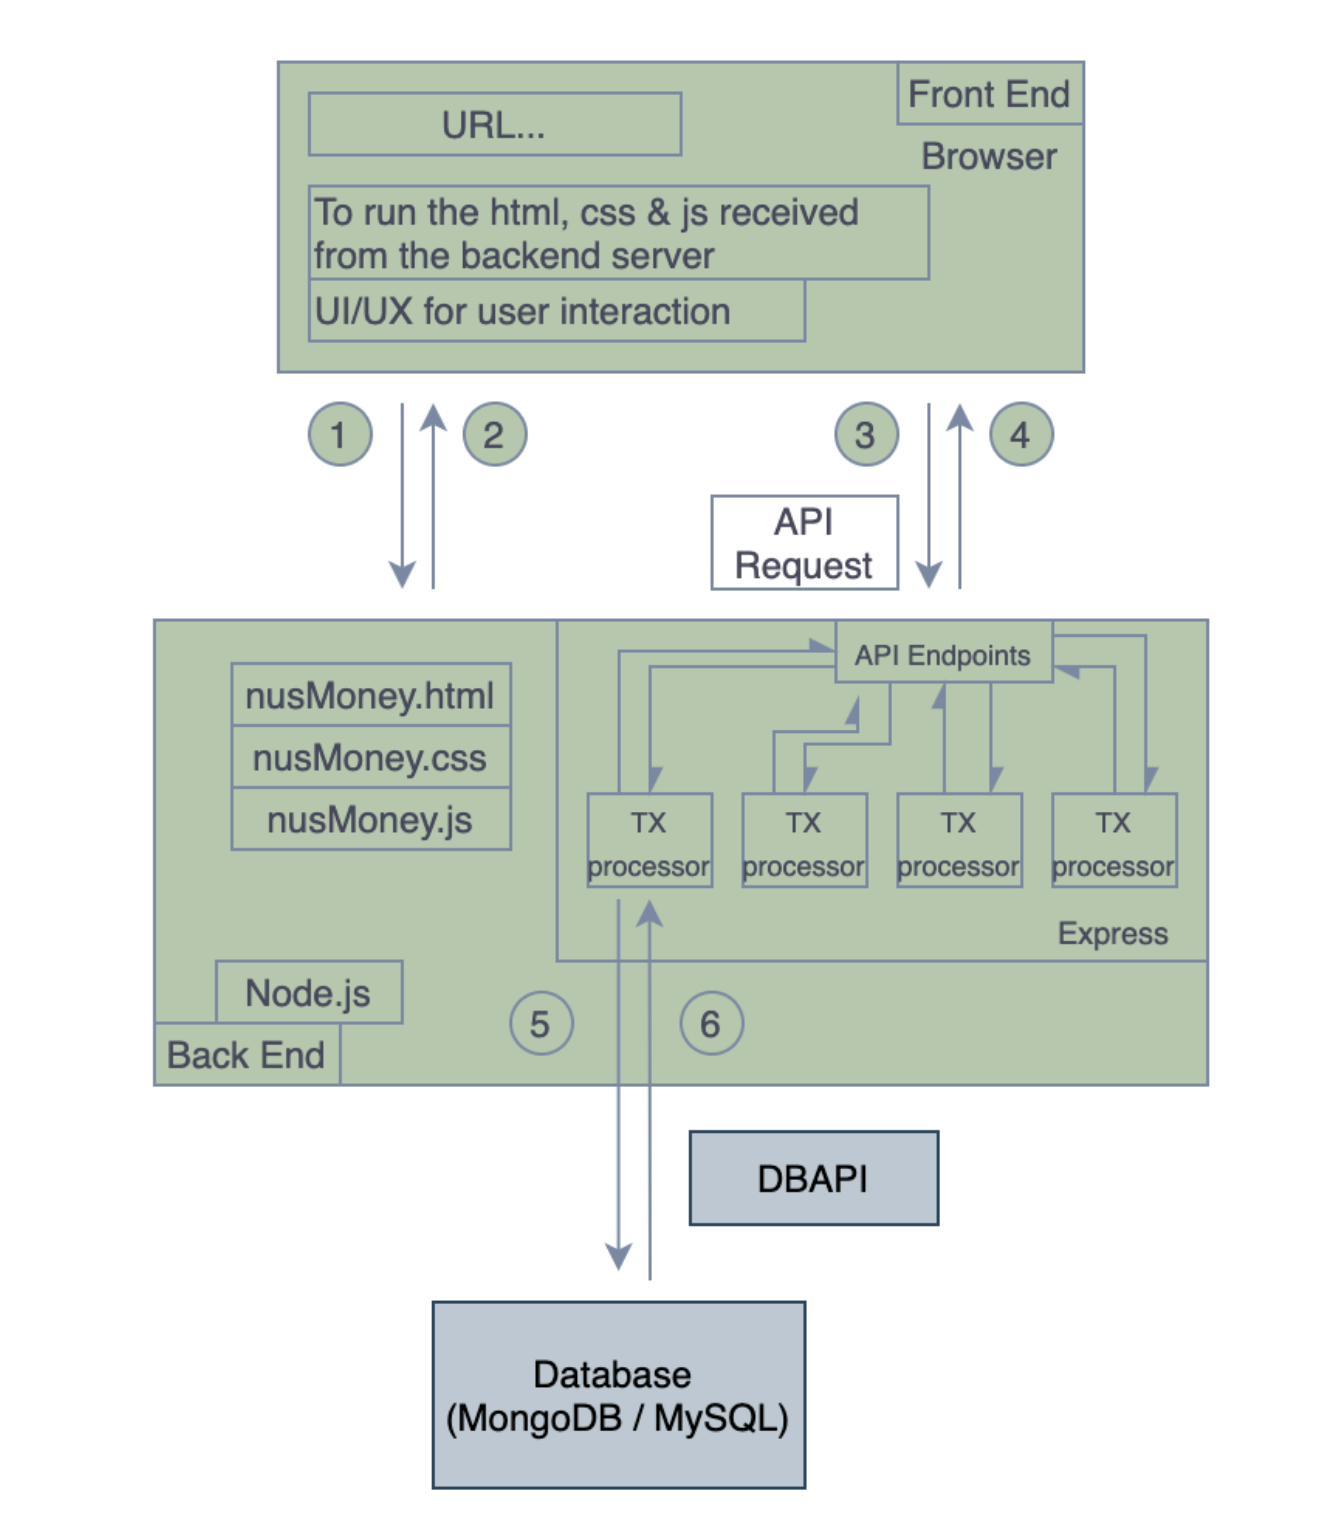 Front End
URL...
Browser
To run the html, css & js received
from the backend server
UI/UX for user interaction
1
2
3
4
API
Request
API Endpoints
nusMoney.html
nusMoney.css
nusMoney.js
TX
processor
TX
processor
TX
processor
TX
processor
Express
Node.js
Back End
5
6
DBAPI
Database
(MongoDB / MySQL)